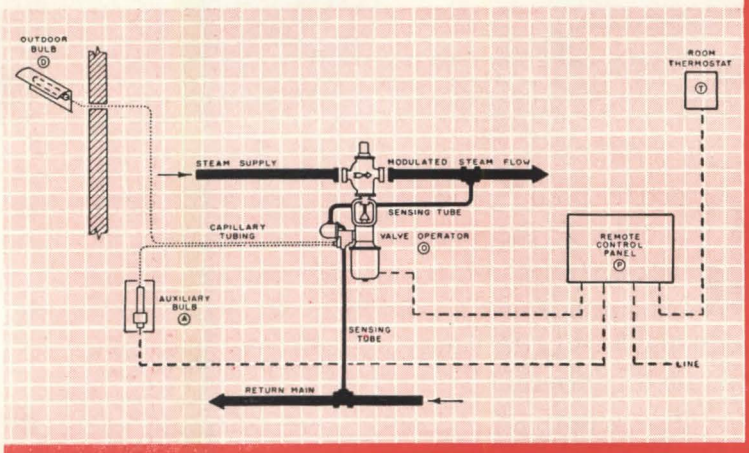 OUTDOOR
BULB
D
ROOM
THERMOSTAT
T
STEAM SUPPLY
MODULATED STEAM FLOW
SENSING TUBE
CAPILLARY
TUBING
VALVE OPERATOR
O
REMOTE
CONTROL
PANEL
P
AUXILIARY
BULB
A
SENSING
TUBE
LINE
RETURN MAIN